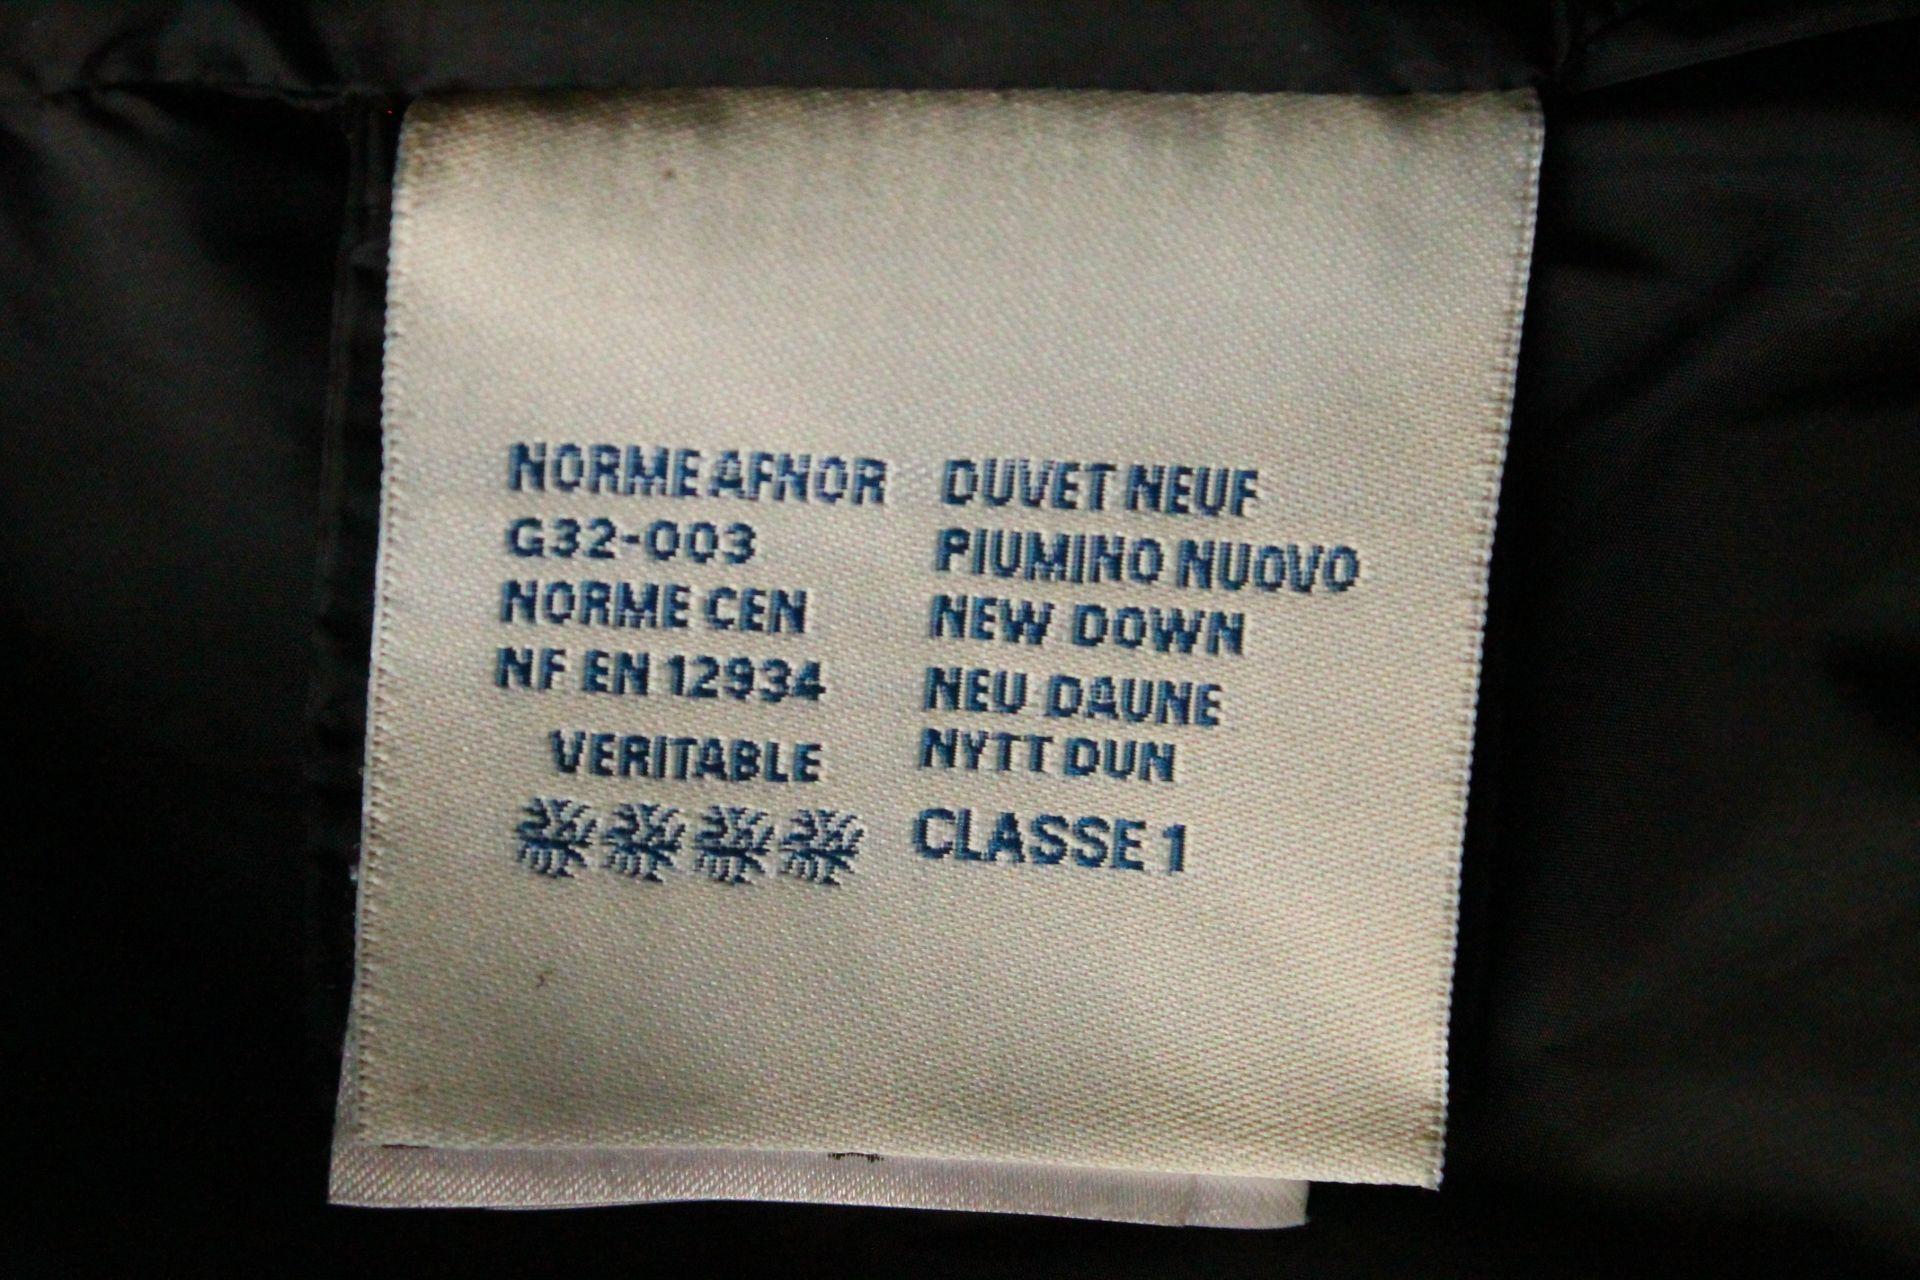 NORME AFNOR
G32-003
NORME CEN
NF EN 12934
VERITABLE
DUVET NEUF
PIUMINO NUOVO
NEW DOWN
NEU DAUNE
NYTT DUN
CLASSE 1